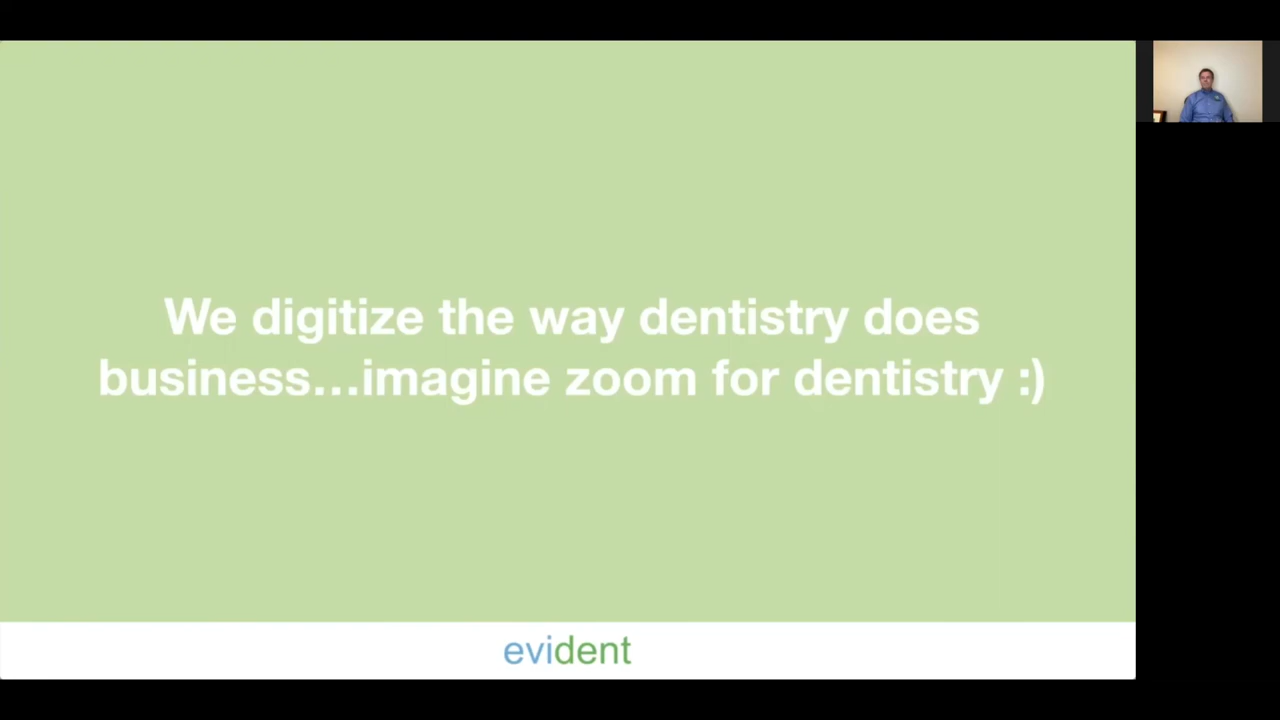 We digitize the way dentistry does
business...imagine zoom for dentistry :)
evident